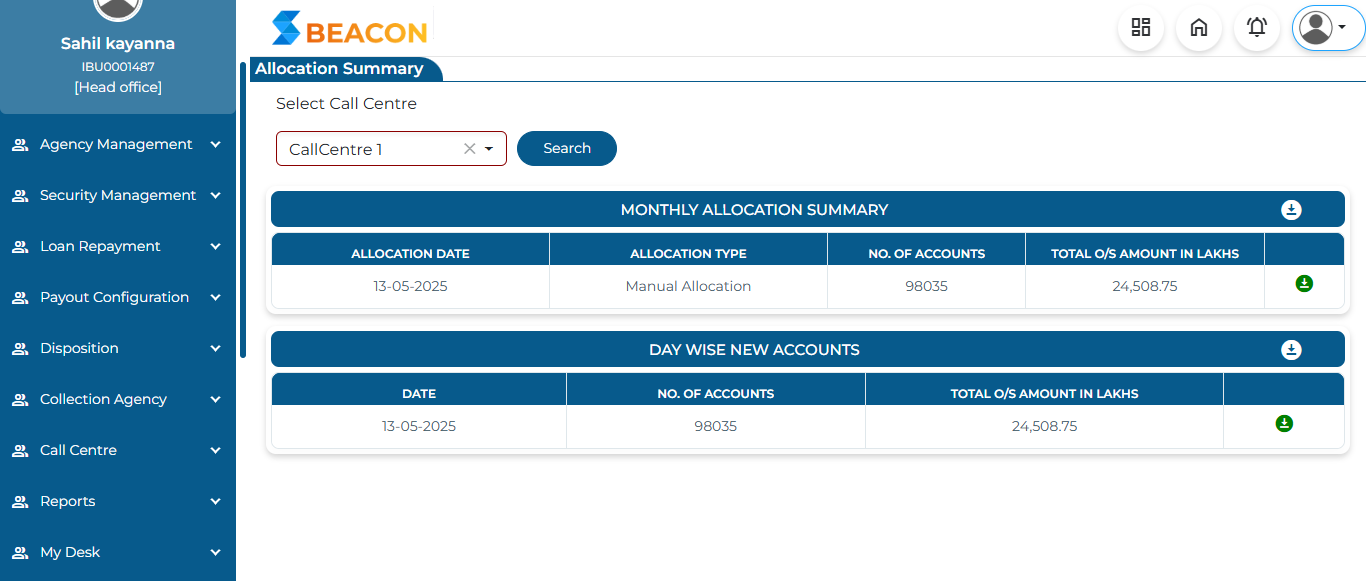 Sahil kayanna
IBU0001487
[Head office]
Agency Management
Security Management
Loan Repayment
Payout Configuration
Disposition
Collection Agency
Call Centre
Reports
My Desk
BEACON
Allocation Summary
Select Call Centre
CallCentre 1
Search
MONTHLY ALLOCATION SUMMARY
ALLOCATION DATE ALLOCATION TYPE NO. OF ACCOUNTS TOTAL O/S AMOUNT IN LAKHS
13-05-2025 Manual Allocation 98035 24,508.75
DAY WISE NEW ACCOUNTS
DATE NO. OF ACCOUNTS TOTAL O/S AMOUNT IN LAKHS
13-05-2025 98035 24,508.75